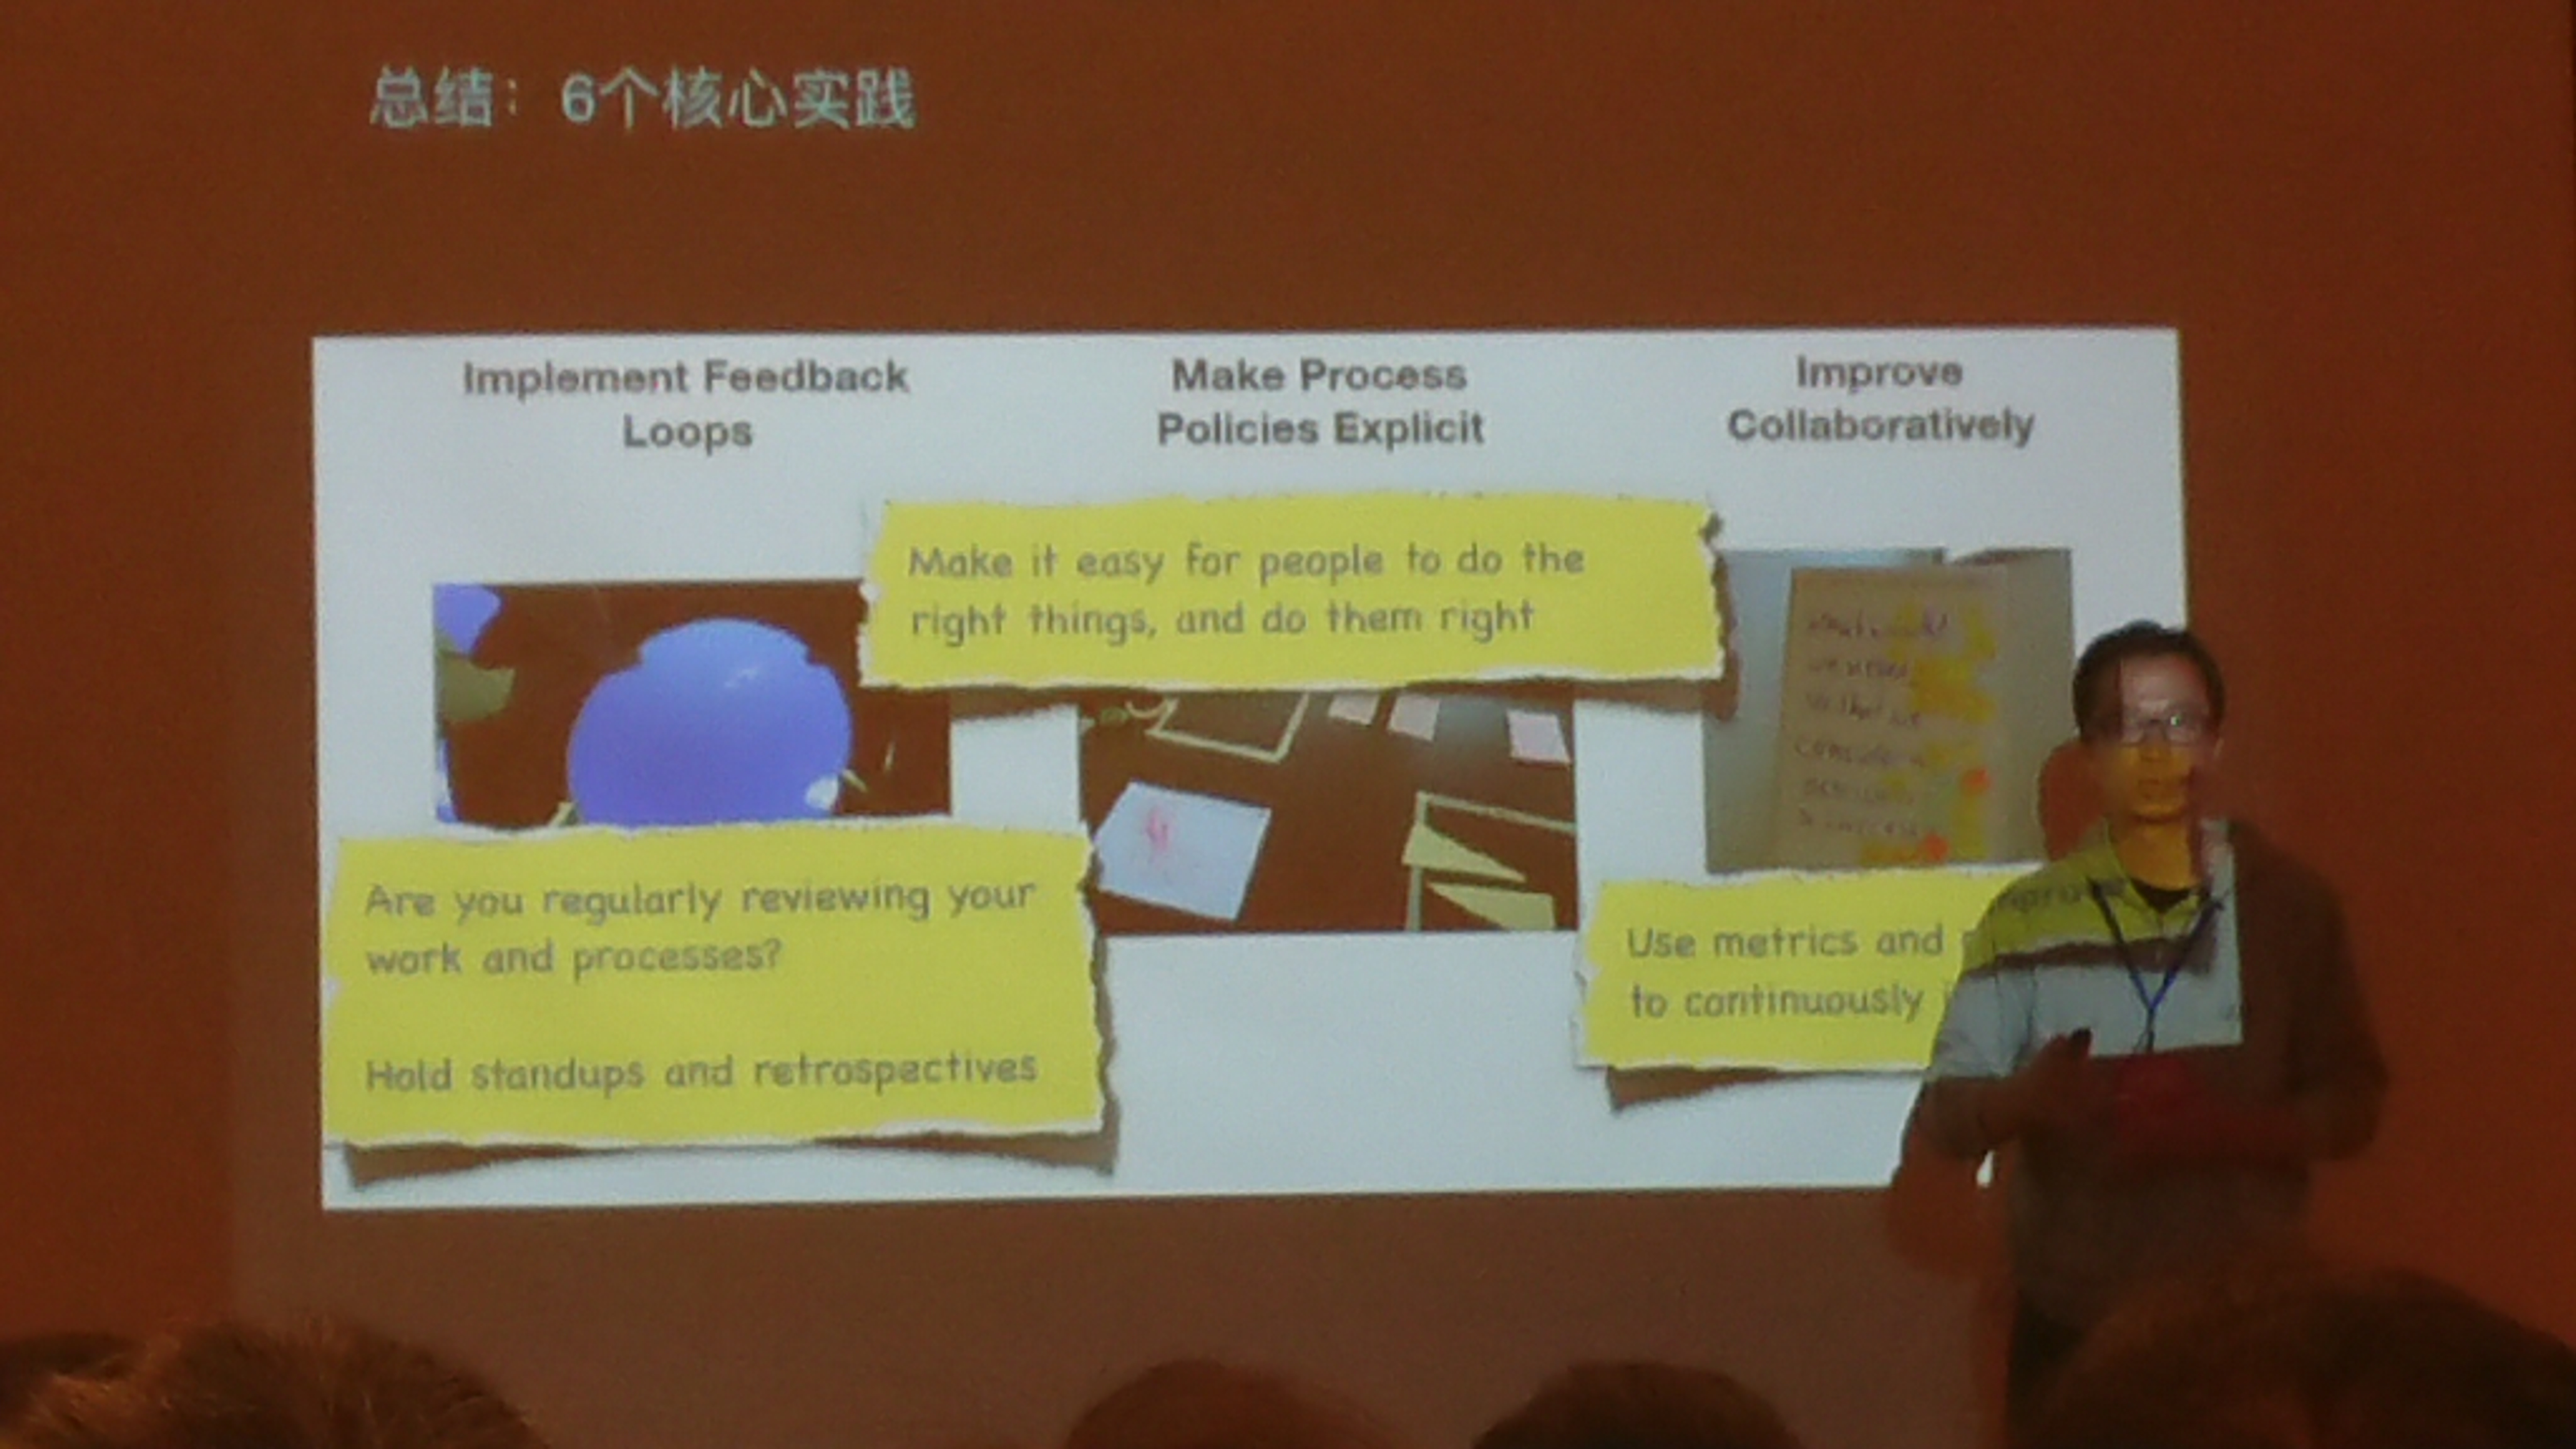 总结：6个核心实践
Implement Feedback
Loops
Make Process
Policies Explicit
Improve
Collaboratively
Make it easy for people to do the
right things, and do them right
Are you regularly reviewing your
work and processes?
Hold standups and retrospectives
Use metrics and
to continuously